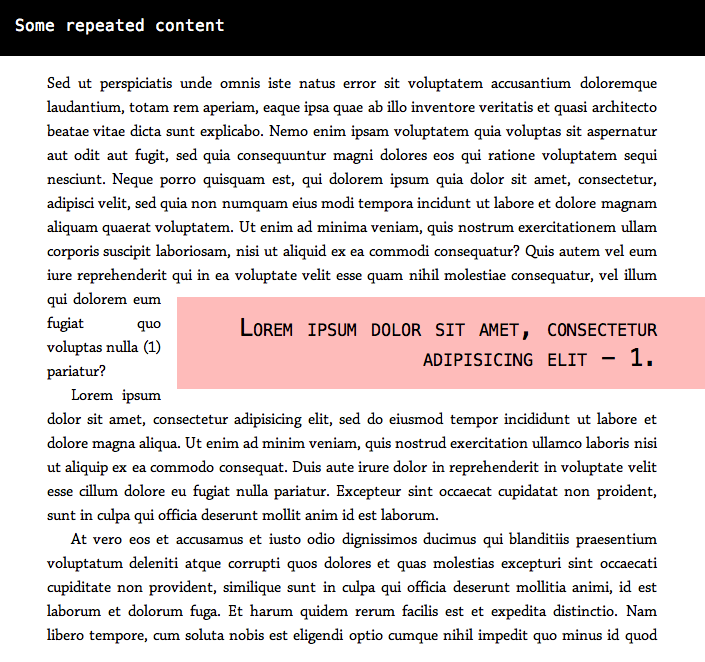 Some repeated content
Sed ut perspiciatis unde omnis iste natus error sit voluptatem accusantium doloremque
laudantium, totam rem aperiam, eaque ipsa quae ab illo inventore veritatis et quasi architecto
beatae vitae dicta sunt explicabo. Nemo enim ipsam voluptatem quia voluptas sit aspernatur
aut odit aut fugit, sed quia consequuntur magni dolores eos qui ratione voluptatem sequi
nesciunt. Neque porro quisquam est, qui dolorem ipsum quia dolor sit amet, consectetur,
adipisci velit, sed quia non numquam eius modi tempora incidunt ut labore et dolore magnam
aliquam quaerat voluptatem. Ut enim ad minima veniam, quis nostrum exercitationem ullam
corporis suscipit laboriosam, nisi ut aliquid ex ea commodi consequatur? Quis autem vel eum
iure reprehenderit qui in ea voluptate velit esse quam nihil molestiae consequatur, vel illum
qui dolorem eum
fugiat quo
voluptas nulla (1)
pariatur?
Lorem ipsum dolor sit amet, consectetur
adipisicing elit – 1.
Lorem ipsum
dolor sit amet, consectetur adipisicing elit, sed do eiusmod tempor incididunt ut labore et
dolore magna aliqua. Ut enim ad minim veniam, quis nostrud exercitation ullamco laboris nisi
ut aliquip ex ea commodo consequat. Duis aute irure dolor in reprehenderit in voluptate velit
esse cillum dolore eu fugiat nulla pariatur. Excepteur sint occaecat cupidatat non proident,
sunt in culpa qui officia deserunt mollit anim id est laborum.
At vero eos et accusamus et iusto odio dignissimos ducimus qui blanditiis praesentium
voluptatum deleniti atque corrupti quos dolores et quas molestias excepturi sint occaecati
cupiditate non provident, similique sunt in culpa qui officia deserunt mollitia animi, id est
laborum et dolorum fuga. Et harum quidem rerum facilis est et expedita distinctio. Nam
libero tempore, cum soluta nobis est eligendi optio cumque nihil impedit quo minus id quod